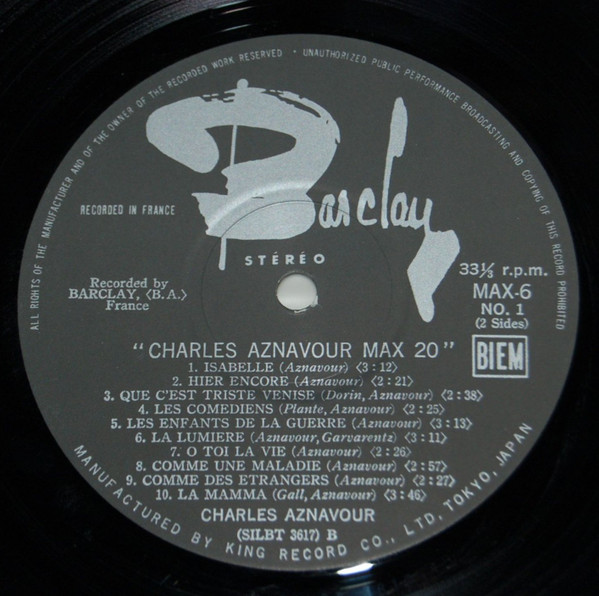 ALL RIGHTS OF THE MANUFACTURER AND OF THE OWNER OF THE RECORDED WORK RESERVED • UNAUTHORIZED PUBLIC PERFORMANCE BROADCASTING AND COPYING OF THIS RECORD PROHIBITED
Barclay
RECORDED IN FRANCE
STÉRÉO
Recorded by
BARCLAY, (B.A.)
France
33⅓ r.p.m.
MAX-6
NO. 1
(2 Sides)
BIEM
"CHARLES AZNAVOUR MAX 20"
1. ISABELLE (Aznavour) (3:12)
2. HIER ENCORE (Aznavour) (2:21)
3. QUE C'EST TRISTE VENISE (Dorin, Aznavour) (2:38)
4. LES COMEDIENS (Plante, Aznavour) (2:25)
5. LES ENFANTS DE LA GUERRE (Aznavour) (3:13)
6. LA LUMIERE (Aznavour, Garvarentz) (3:11)
7. O TOI LA VIE (Aznavour) (2:26)
8. COMME UNE MALADIE (Aznavour) (2:57)
9. COMME DES ETRANGERS (Aznavour) (2:27)
10. LA MAMMA (Gall, Aznavour) (3:46)
CHARLES AZNAVOUR
(SILBT 3617) B
MANUFACTURED BY KING RECORD CO., LTD, TOKYO, JAPAN